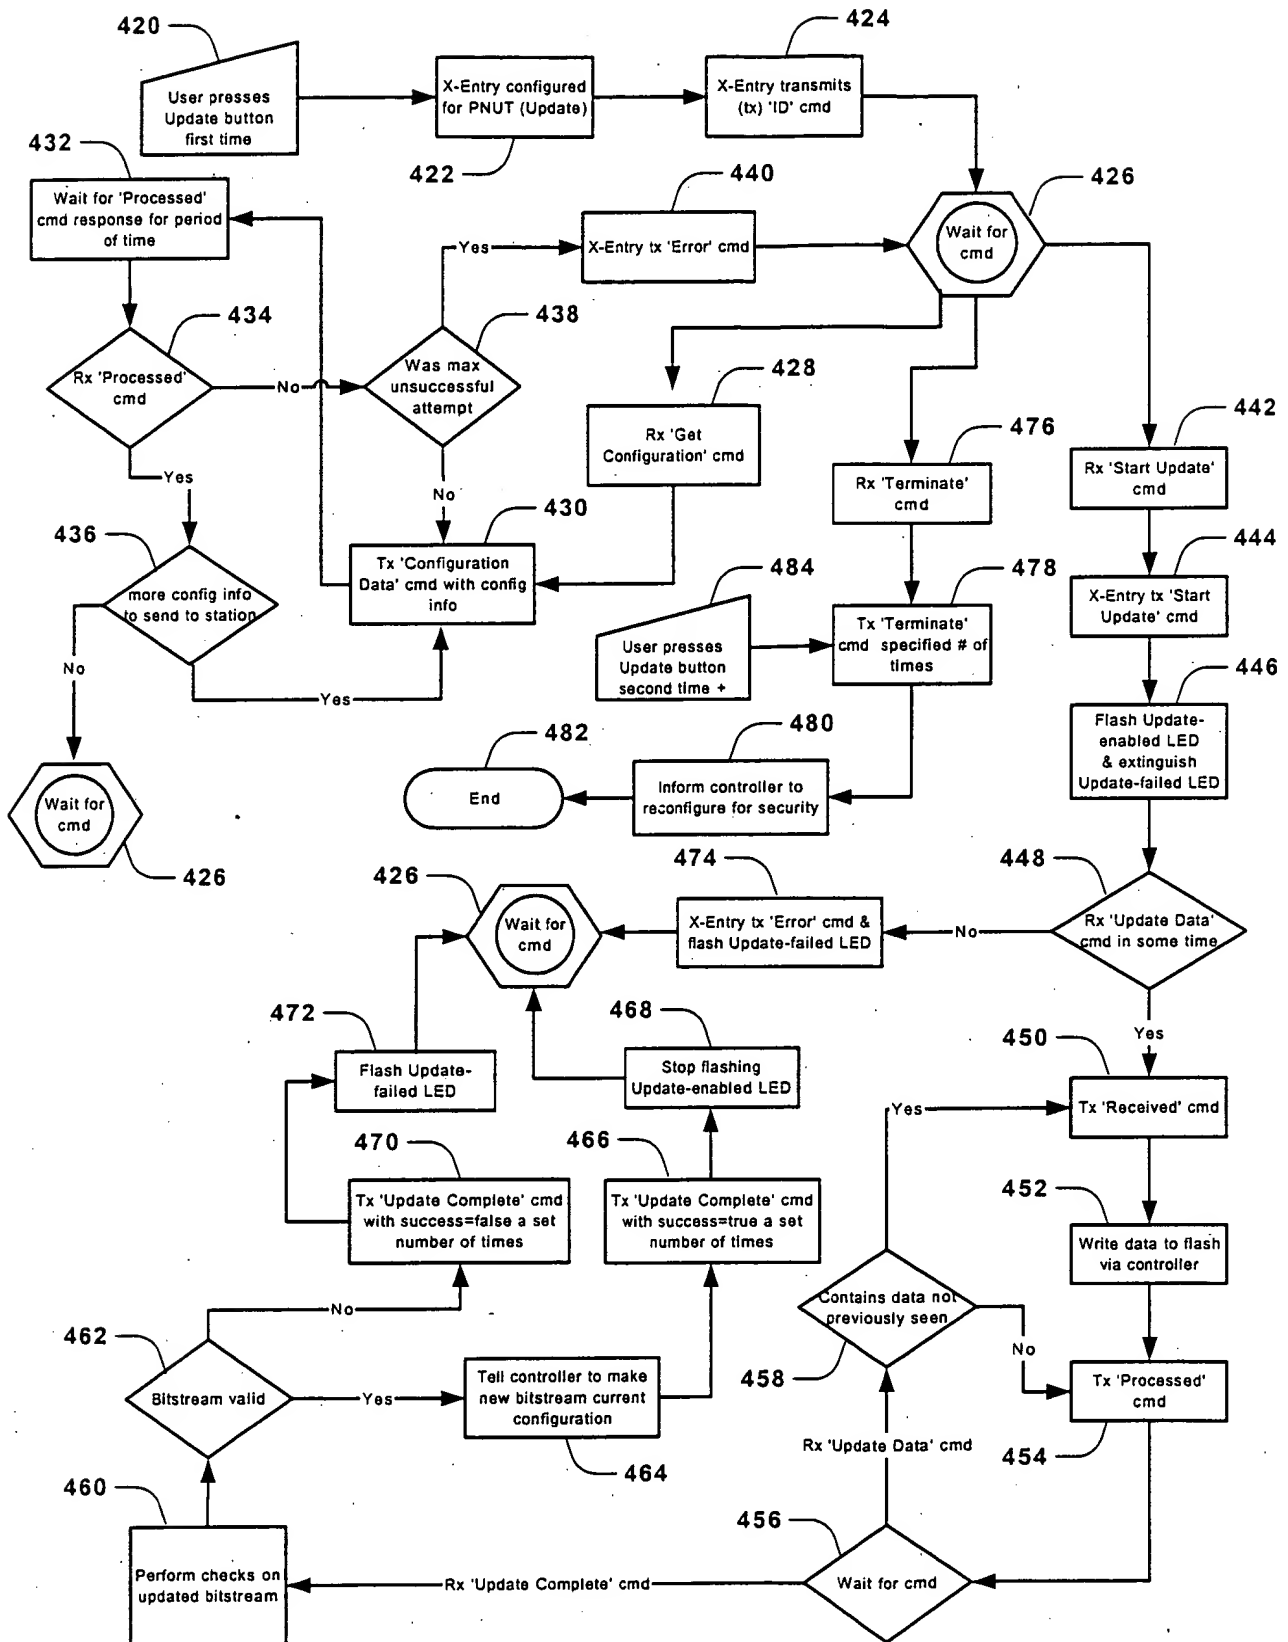 420
424
User presses
Update button
first time
X-Entry configured
for PNUT (Update)
X-Entry transmits
(tx) 'ID' cmd
432
422
440
426
Wait for 'Processed'
cmd response for period
of time
Yes
X-Entry tx 'Error' cmd
Wait for
cmd
434
438
Rx 'Processed'
cmd
No
Was max
unsuccessful
attempt
428
442
Rx 'Get
Configuration' cmd
476
Rx 'Start Update'
cmd
Yes
Rx 'Terminate'
cmd
No
430
436
444
Tx 'Configuration
Data' cmd with config
info
484
478
X-Entry tx 'Start
Update' cmd
more config info
to send to station
User presses
Update button
second time +
Tx 'Terminate'
cmd specified # of
times
No
Yes
446
Flash Update-
enabled LED
& extinguish
Update-failed LED
482
480
End
Inform controller to
reconfigure for security
Wait for
cmd
426
426
474
448
Wait for
cmd
X-Entry tx 'Error' cmd &
flash Update-failed LED
No
Rx 'Update Data'
cmd in some time
472
468
Yes
450
Flash Update-
failed LED
Stop flashing
Update-enabled LED
Yes
Tx 'Received' cmd
470
466
452
Tx 'Update Complete' cmd
with success=false a set
number of times
Tx 'Update Complete' cmd
with success=true a set
number of times
Write data to flash
via controller
No
Contains data not
previously seen
462
458
No
Bitstream valid
Yes
Tell controller to make
new bitstream current
configuration
Tx 'Processed'
cmd
464
454
Rx 'Update Data' cmd
460
456
Perform checks on
updated bitstream
Rx 'Update Complete' cmd
Wait for cmd